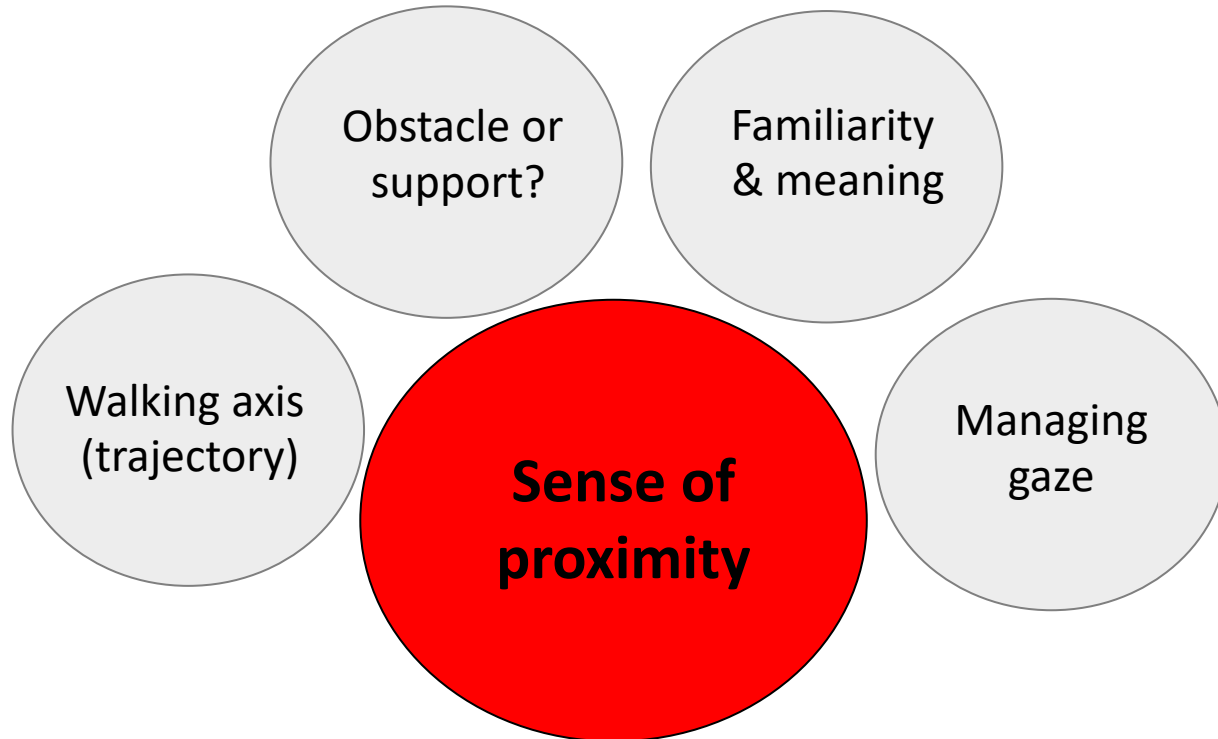 Obstacle or
support?
Familiarity
& meaning
Walking axis
(trajectory)
Managing
gaze
Sense of
proximity